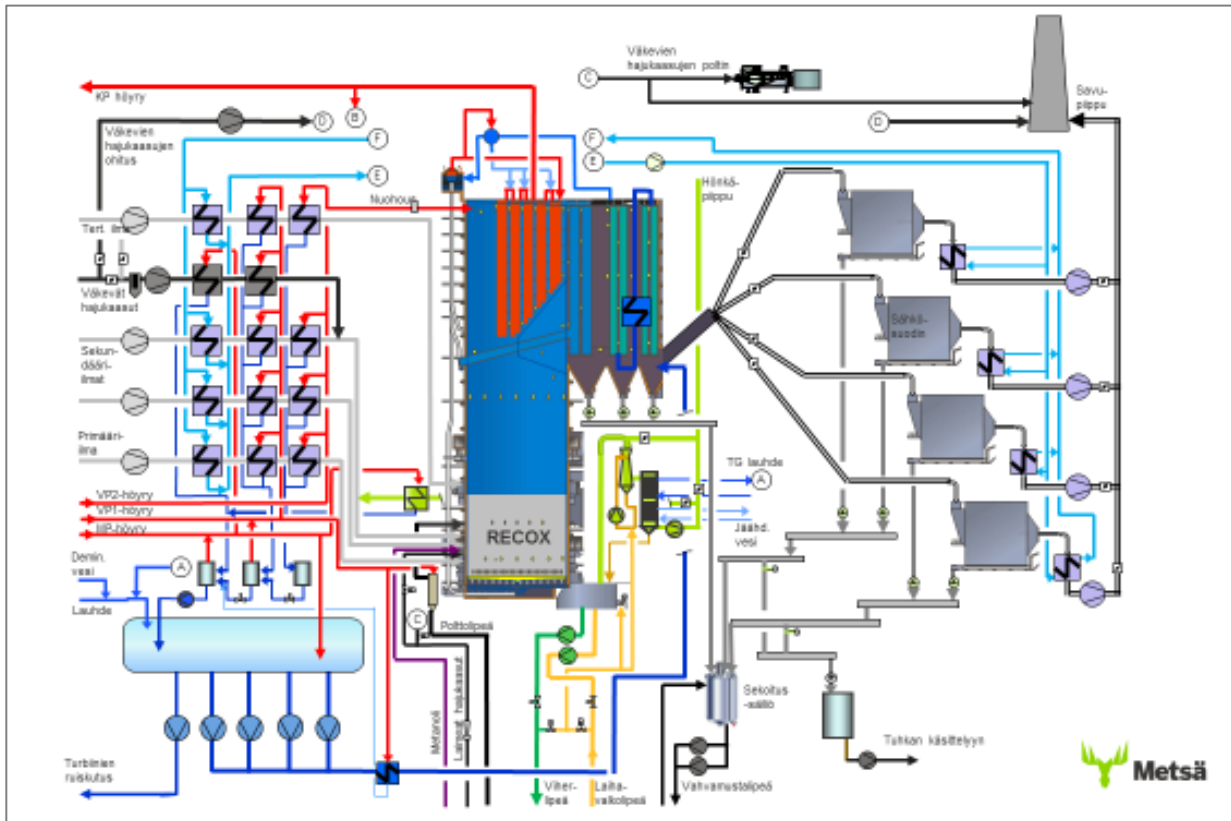 Väkevien
hajukaasujen poltin
C
Savu-
piippu
KP höyry
B
D
D
Väkevien
hajukaasujen
ohitus
F
F
E
E
Hönkä-
piippu
Nuohous
Tert. ilma
Väkevät
hajukaasut
Sähkö-
suodin
Sekun-
dääri-
ilmat
Primääri-
ilma
TG lauhde
A
VP2-höyry
VP1-höyry
MP-höyry
RECOX
Jäähd.
vesi
Demin.
vesi
A
Lauhde
C
Polttolipeä
Metanoli
Laimeat hajukaasut
Sekoitus
-säiliö
Tuhkan käsittelyyn
Turbiinien
ruiskutus
Viher-
lipeä
Laiha-
valkolipeä
Vahvamustalipeä
Metsä